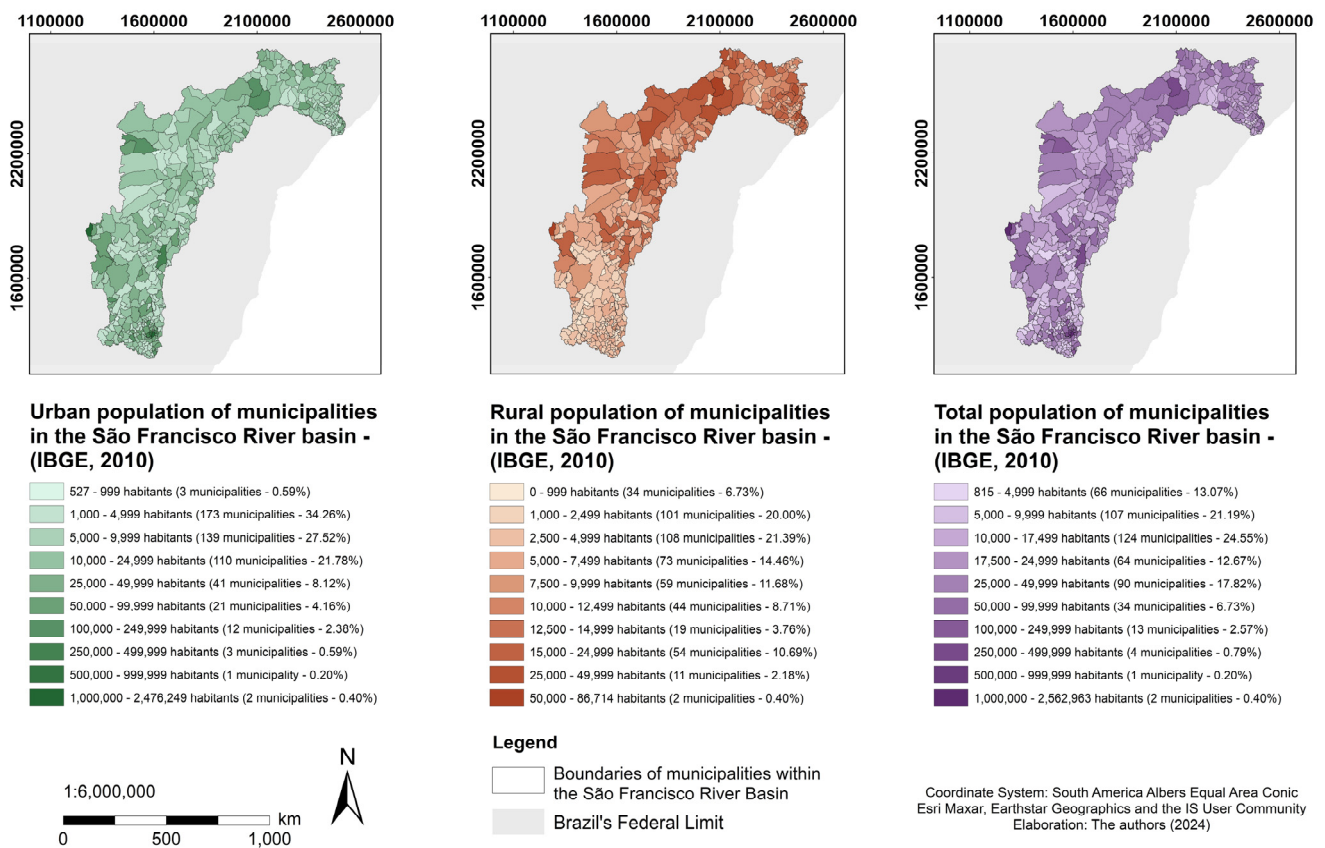 1100000 1600000 2100000 2600000
2200000
1600000
Urban population of municipalities
in the São Francisco River basin -
(IBGE, 2010)
527 - 999 habitants (3 municipalities - 0.59%)
1,000 - 4,999 habitants (173 municipalities - 34.26%)
5,000 - 9,999 habitants (139 municipalities - 27.52%)
10,000 - 24,999 habitants (110 municipalities - 21.78%)
25,000 - 49,999 habitants (41 municipalities - 8.12%)
50,000 - 99,999 habitants (21 municipalities - 4.16%)
100,000 - 249,999 habitants (12 municipalities - 2.38%)
250,000 - 499,999 habitants (3 municipalities - 0.59%)
500,000 - 999,999 habitants (1 municipality - 0.20%)
1,000,000 - 2,476,249 habitants (2 municipalities - 0.40%)
1100000 1600000 2100000 2600000
2200000
1600000
Rural population of municipalities
in the São Francisco River basin -
(IBGE, 2010)
0 - 999 habitants (34 municipalities - 6.73%)
1,000 - 2,499 habitants (101 municipalities - 20.00%)
2,500 - 4,999 habitants (108 municipalities - 21.39%)
5,000 - 7,499 habitants (73 municipalities - 14.46%)
7,500 - 9,999 habitants (59 municipalities - 11.68%)
10,000 - 12,499 habitants (44 municipalities - 8.71%)
12,500 - 14,999 habitants (19 municipalities - 3.76%)
15,000 - 24,999 habitants (54 municipalities - 10.69%)
25,000 - 49,999 habitants (11 municipalities - 2.18%)
50,000 - 86,714 habitants (2 municipalities - 0.40%)
1100000 1600000 2100000 2600000
2200000
1600000
Total population of municipalities
in the São Francisco River basin -
(IBGE, 2010)
815 - 4,999 habitants (66 municipalities - 13.07%)
5,000 - 9,999 habitants (107 municipalities - 21.19%)
10,000 - 17,499 habitants (124 municipalities - 24.55%)
17,500 - 24,999 habitants (64 municipalities - 12.67%)
25,000 - 49,999 habitants (90 municipalities - 17.82%)
50,000 - 99,999 habitants (34 municipalities - 6.73%)
100,000 - 249,999 habitants (13 municipalities - 2.57%)
250,000 - 499,999 habitants (4 municipalities - 0.79%)
500,000 - 999,999 habitants (1 municipality - 0.20%)
1,000,000 - 2,562,963 habitants (2 municipalities - 0.40%)
1:6,000,000
km
0 500 1,000
N
Legend
Boundaries of municipalities within
the São Francisco River Basin
Brazil's Federal Limit
Coordinate System: South America Albers Equal Area Conic
Esri Maxar, Earthstar Geographics and the IS User Community
Elaboration: The authors (2024)